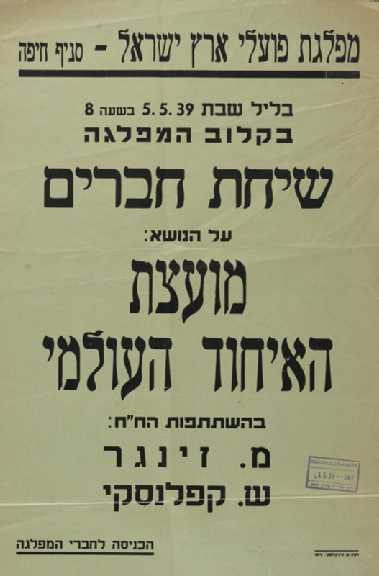 מפלגת פועלי ארץ ישראל - סניף חיפה
בליל שבת 5.5.39 בשעה 8
בקלוב המפלגה
שיחת חברים
על הנושא:
מועצת
האיחוד העולמי
בהשתתפות הח"ח:
מ. זינגר
ש. קפלנסקי
הכניסה לחברי המפלגה